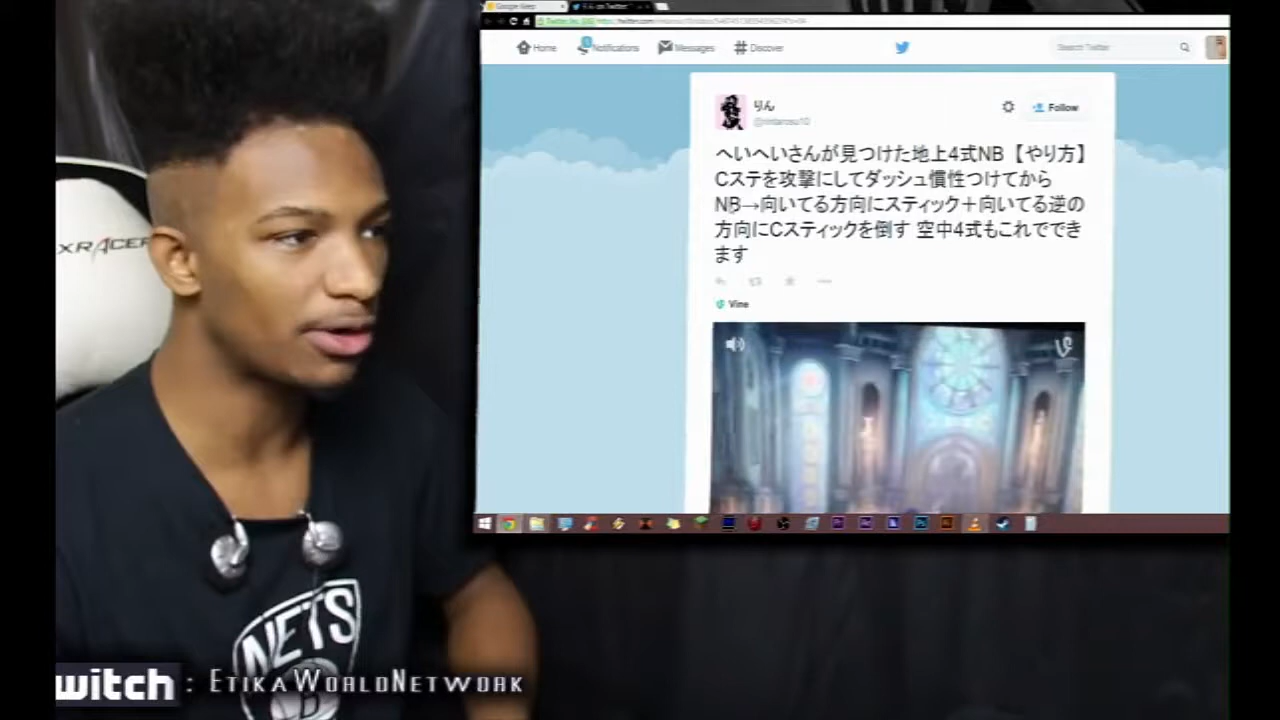 Google Keep
Home
Notifications
Messages
Discover
Search Twitter
りん
Follow
へいへいさんが見つけた地上4式NB【やり方】
Cステを攻撃にしてダッシュ慣性つけてから
NB→向いてる方向にスティック＋向いてる逆の
方向にCスティックを倒す 空中4式もこれででき
ます
Vine
XRACER
NETS
B
witch : EtikaWorldNetwork